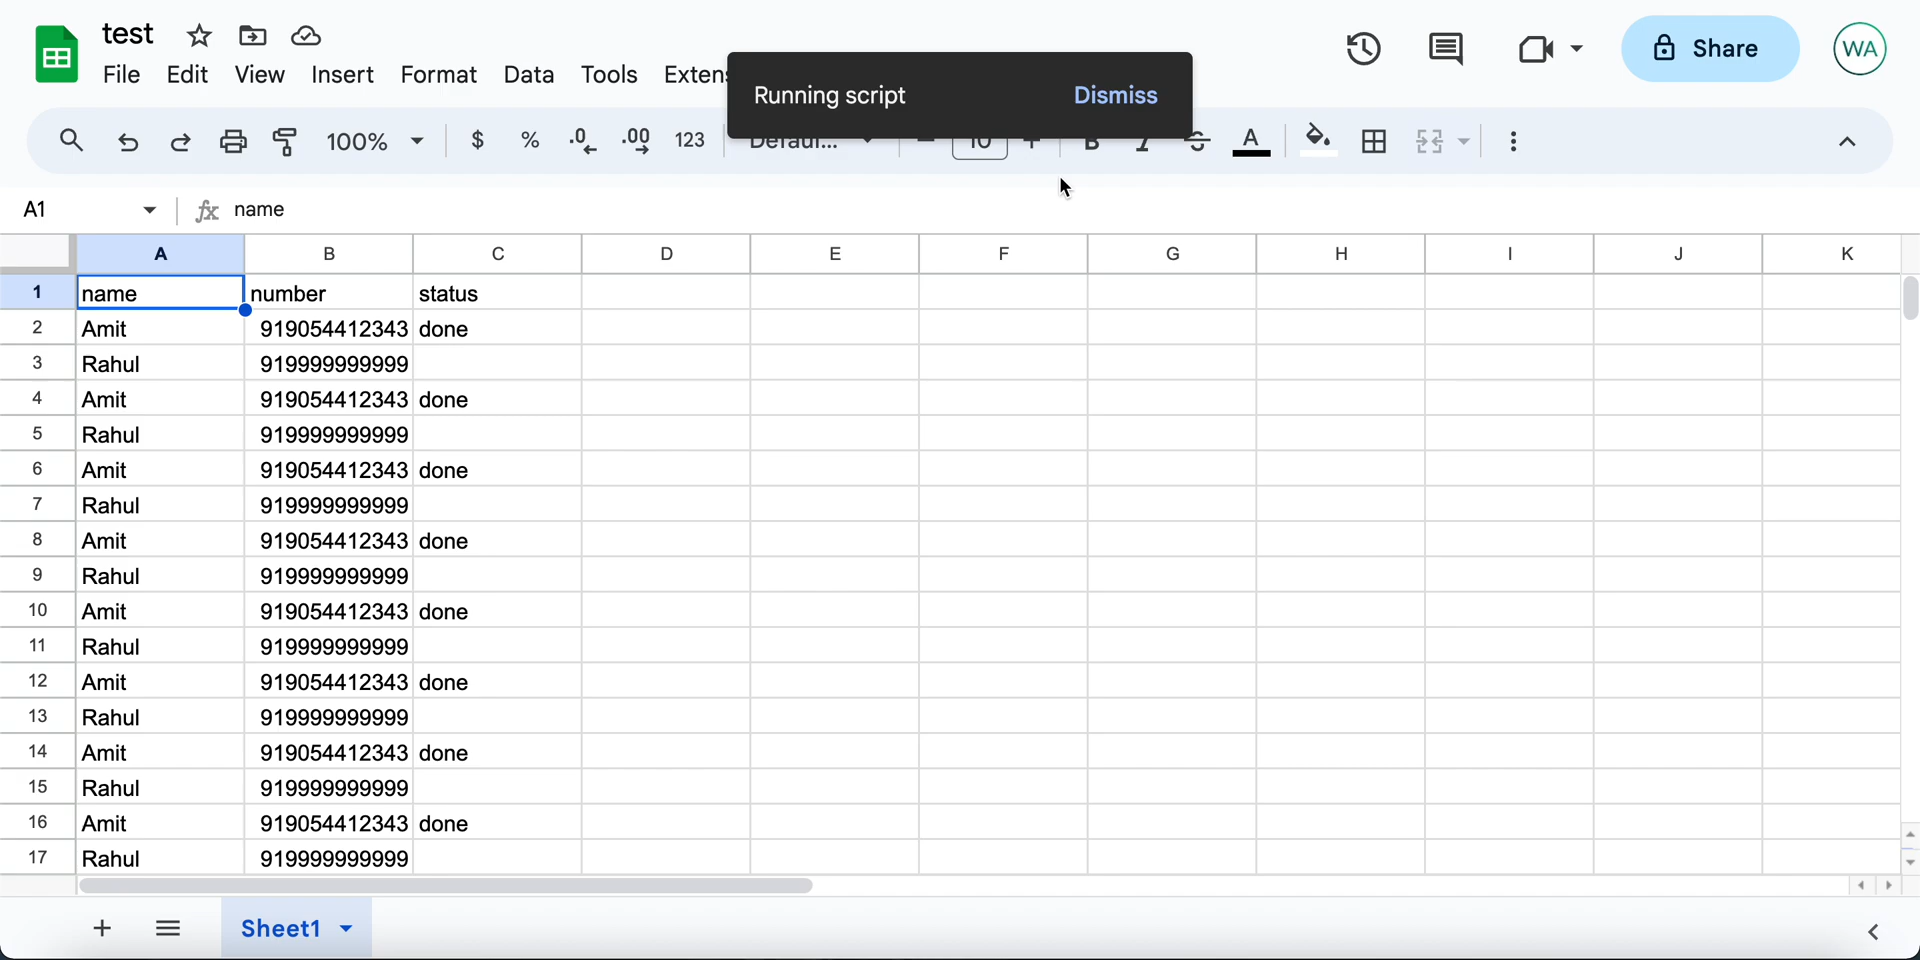 test
File Edit View Insert Format Data Tools Extens
Running script Dismiss
Share
WA
100% $ % .0 .00 123 Defaul... 10 B I S A
A1 fx name
A B C D E F G H I J K
1 name number status
2 Amit 919054412343 done
3 Rahul 919999999999
4 Amit 919054412343 done
5 Rahul 919999999999
6 Amit 919054412343 done
7 Rahul 919999999999
8 Amit 919054412343 done
9 Rahul 919999999999
10 Amit 919054412343 done
11 Rahul 919999999999
12 Amit 919054412343 done
13 Rahul 919999999999
14 Amit 919054412343 done
15 Rahul 919999999999
16 Amit 919054412343 done
17 Rahul 919999999999
Sheet1